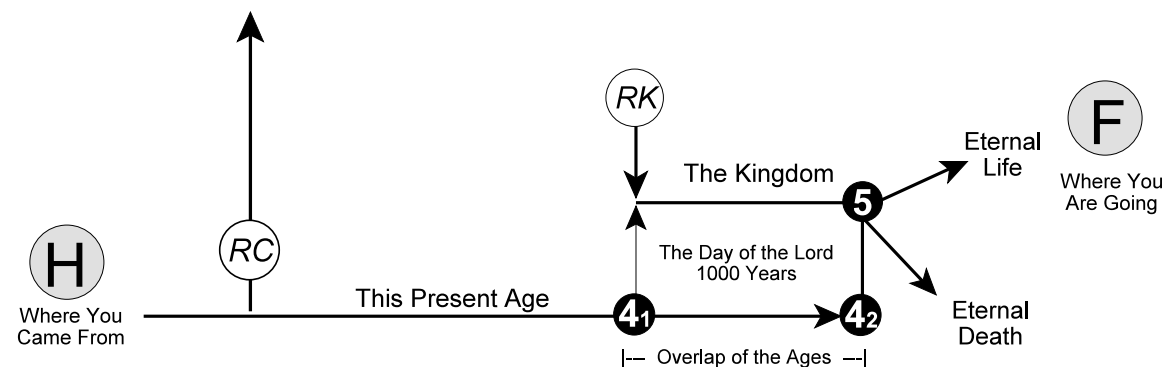 RK
F
Eternal
Life
The Kingdom
Where You
Are Going
5
H
RC
The Day of the Lord
1000 Years
This Present Age
Where You
Came From
41
42
Eternal
Death
|--- Overlap of the Ages ---|